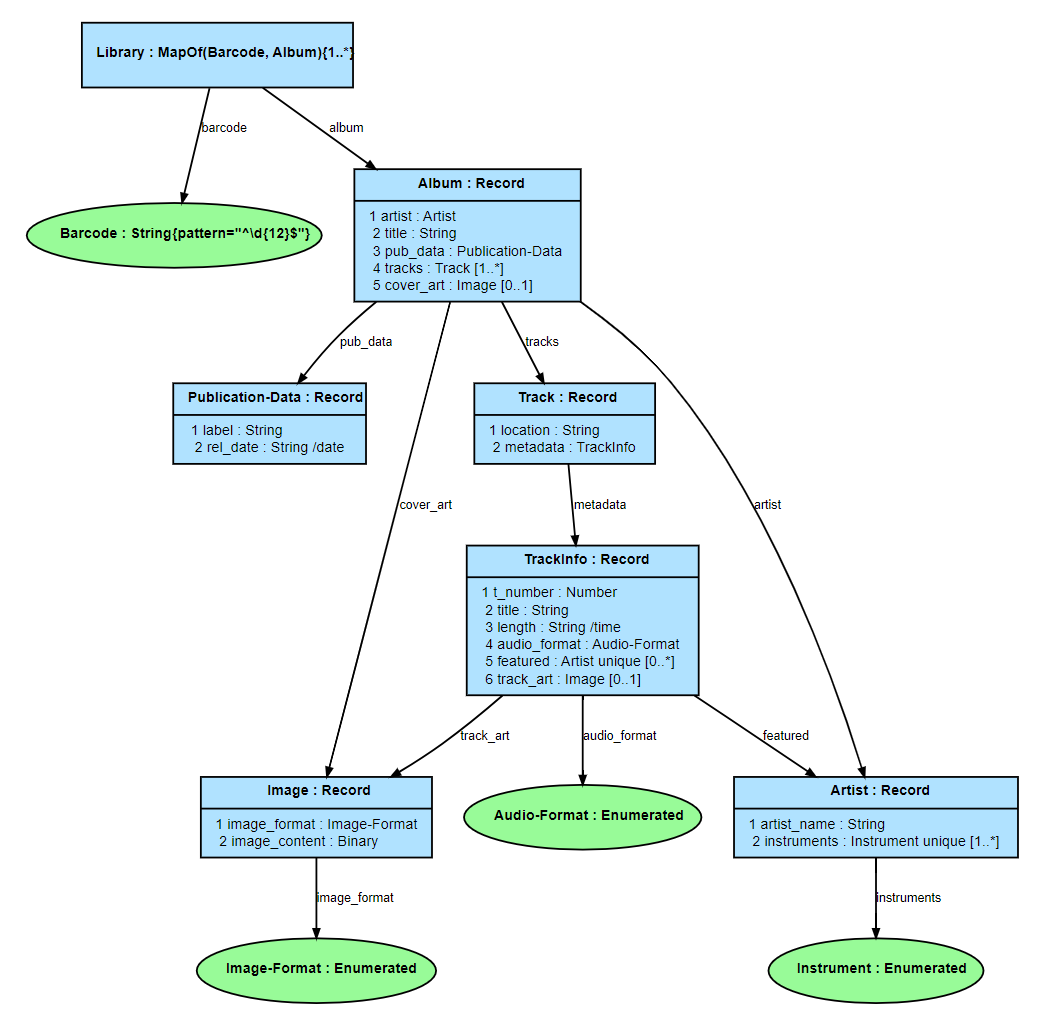 Library : MapOf(Barcode, Album){1..*}
barcode
album
Album : Record
1 artist : Artist
2 title : String
3 pub_data : Publication-Data
4 tracks : Track [1..*]
5 cover_art : Image [0..1]
Barcode : String{pattern="^\d{12}$"}
pub_data
tracks
Publication-Data : Record
1 label : String
2 rel_date : String /date
Track : Record
1 location : String
2 metadata : TrackInfo
cover_art
metadata
artist
TrackInfo : Record
1 t_number : Number
2 title : String
3 length : String /time
4 audio_format : Audio-Format
5 featured : Artist unique [0..*]
6 track_art : Image [0..1]
track_art
audio_format
featured
Image : Record
1 image_format : Image-Format
2 image_content : Binary
Audio-Format : Enumerated
Artist : Record
1 artist_name : String
2 instruments : Instrument unique [1..*]
image_format
instruments
Image-Format : Enumerated
Instrument : Enumerated